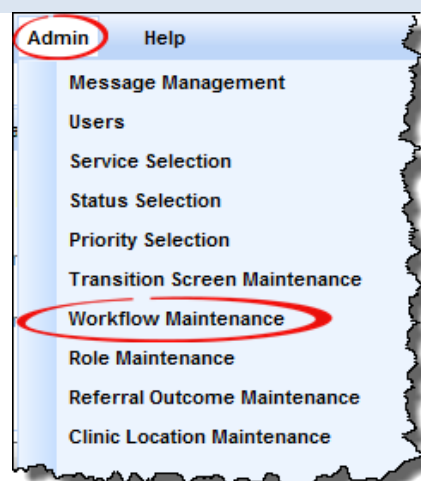 Admin Help
Message Management
Users
Service Selection
Status Selection
Priority Selection
Transition Screen Maintenance
Workflow Maintenance
Role Maintenance
Referral Outcome Maintenance
Clinic Location Maintenance